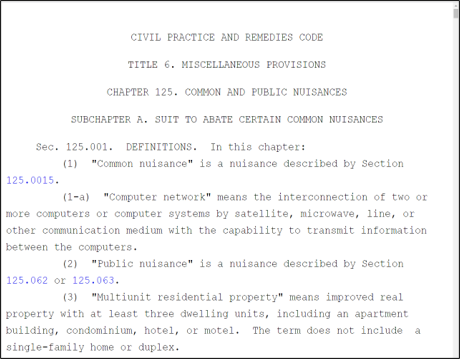 CIVIL PRACTICE AND REMEDIES CODE
TITLE 6. MISCELLANEOUS PROVISIONS
CHAPTER 125. COMMON AND PUBLIC NUISANCES
SUBCHAPTER A. SUIT TO ABATE CERTAIN COMMON NUISANCES
Sec. 125.001. DEFINITIONS. In this chapter:
(1) "Common nuisance" is a nuisance described by Section
125.0015.
(1-a) "Computer network" means the interconnection of two or
more computers or computer systems by satellite, microwave, line, or
other communication medium with the capability to transmit information
between the computers.
(2) "Public nuisance" is a nuisance described by Section
125.062 or 125.063.
(3) "Multiunit residential property" means improved real
property with at least three dwelling units, including an apartment
building, condominium, hotel, or motel. The term does not include a
single-family home or duplex.